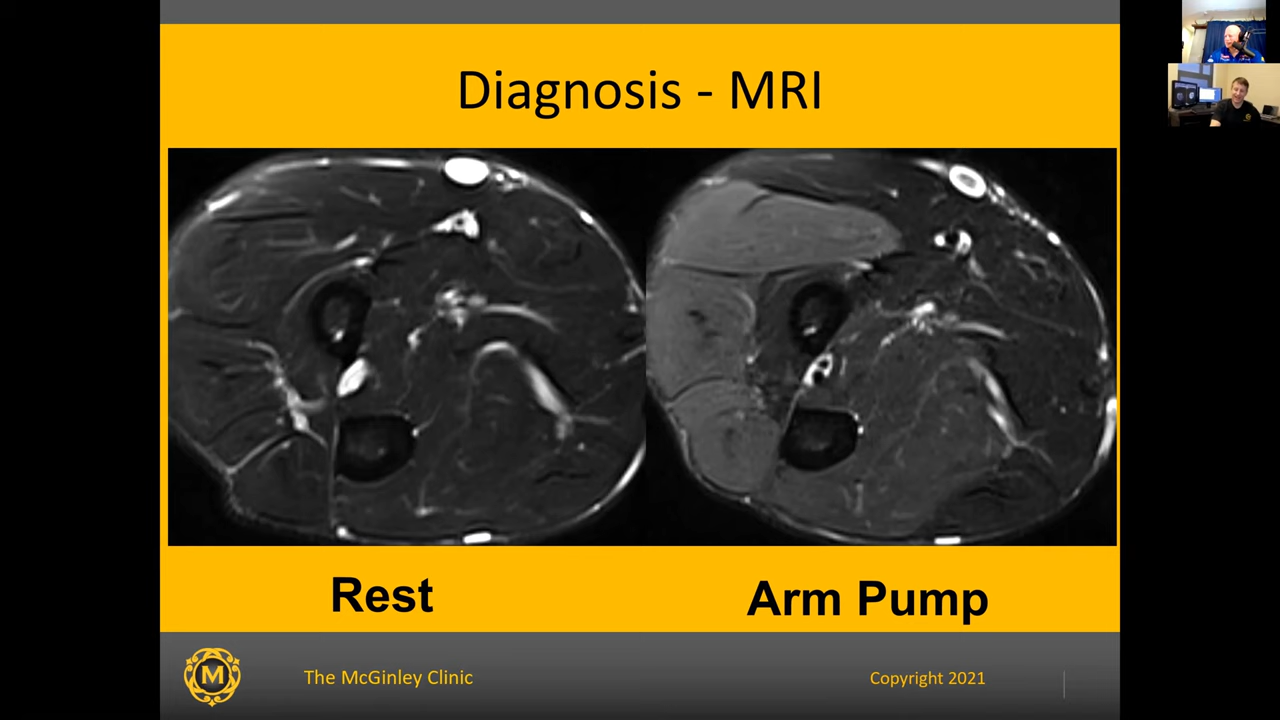 Diagnosis - MRI
Rest
Arm Pump
M
The McGinley Clinic
Copyright 2021